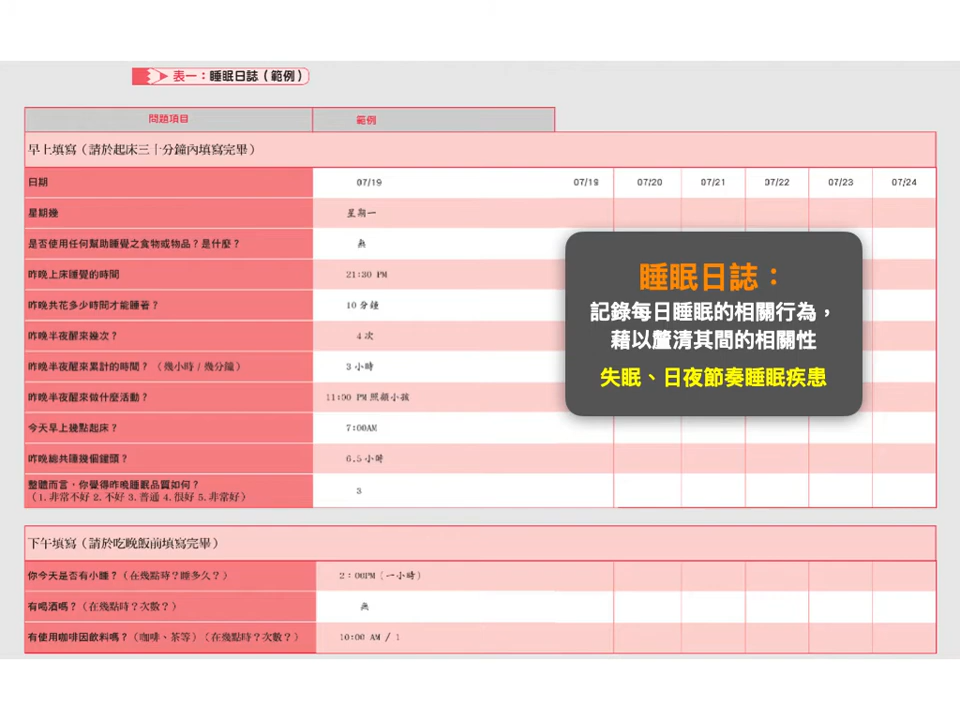 表一：睡眠日誌（範例）
問題項目 範例
早上填寫（請於起床三十分鐘內填寫完畢）
日期 07/19 07/19 07/20 07/21 07/22 07/23 07/24
星期幾 星期一
是否使用任何幫助睡覺之食物或物品？是什麼？ 無
昨晚上床睡覺的時間 21:30 PM
昨晚共花多少時間才能睡著？ 10 分鐘
昨晚半夜醒來幾次？ 4 次
昨晚半夜醒來累計的時間？（幾小時 / 幾分鐘） 3 小時
昨晚半夜醒來做什麼活動？ 11:00 PM 照顧小孩
今天早上幾點起床？ 7:00AM
昨晚總共睡幾個鐘頭？ 6.5 小時
整體而言，你覺得昨晚睡眠品質如何？
（1. 非常不好 2. 不好 3. 普通 4. 很好 5. 非常好） 3
睡眠日誌：
記錄每日睡眠的相關行為，
藉以釐清其間的相關性
失眠、日夜節奏睡眠疾患
下午填寫（請於吃晚飯前填寫完畢）
你今天是否有小睡？（在幾點時？睡多久？） 2：00PM（一小時）
有喝酒嗎？（在幾點時？次數？） 無
有使用咖啡因飲料嗎？（咖啡、茶等）（在幾點時？次數？） 10:00 AM / 1